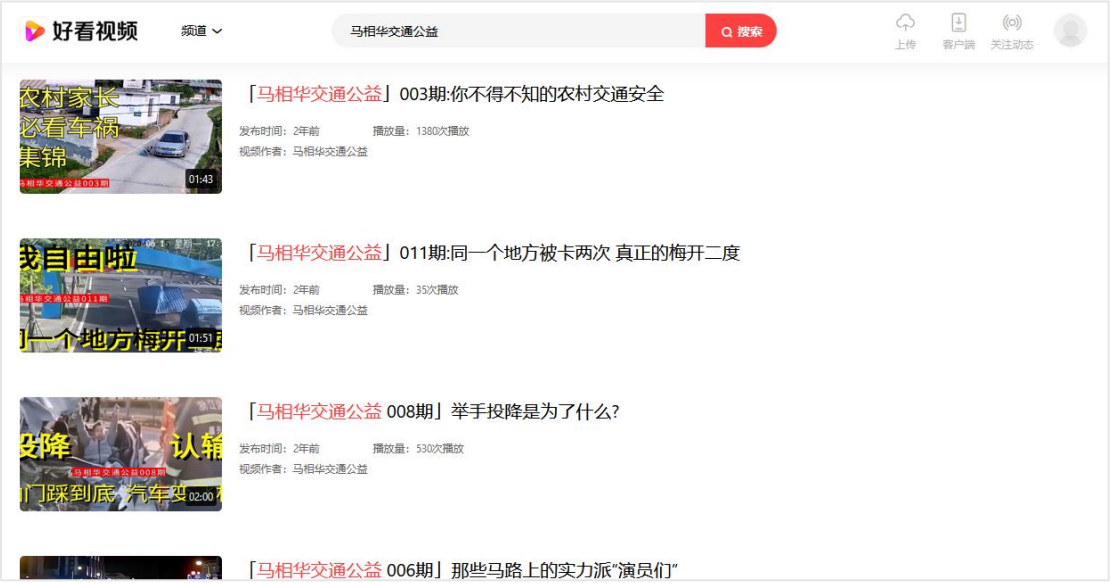 好看视频
频道
马相华交通公益
搜索
上传
客户端
关注动态
农村家长
必看车祸
集锦
马相华交通公益003期
01:43
「马相华交通公益」003期:你不得不知的农村交通安全
发布时间：2年前 播放量：1380次播放
视频作者：马相华交通公益
我自由啦
马相华交通公益011期
同一个地方梅开二度
01:51
「马相华交通公益」011期:同一个地方被卡两次 真正的梅开二度
发布时间：2年前 播放量：35次播放
视频作者：马相华交通公益
投降
认输
马相华交通公益008期
门踩到底 汽车变
02:00
「马相华交通公益 008期」举手投降是为了什么?
发布时间：2年前 播放量：530次播放
视频作者：马相华交通公益
「马相华交通公益 006期」那些马路上的实力派“演员们”